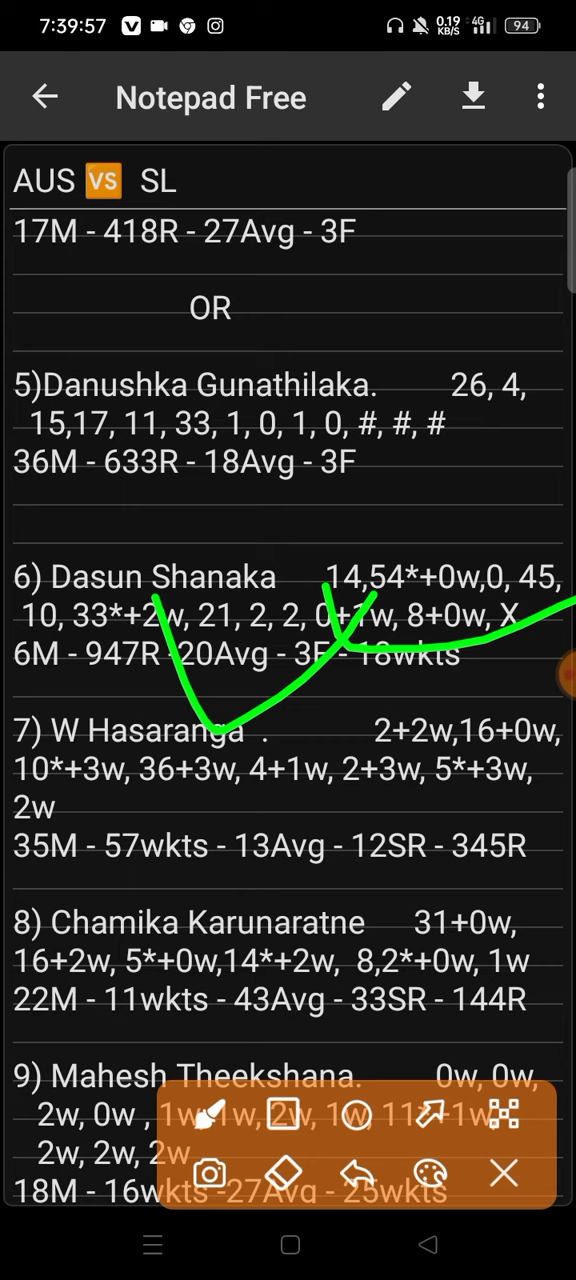 7:39:57 0.19 KB/S 4G 94
Notepad Free
AUS VS SL
17M - 418R - 27Avg - 3F
OR
5)Danushka Gunathilaka. 26, 4,
15,17, 11, 33, 1, 0, 1, 0, #, #, #
36M - 633R - 18Avg - 3F
6) Dasun Shanaka 14,54*+0w,0, 45,
10, 33*+2w, 21, 2, 2, 0+1w, 8+0w, X
6M - 947R -20Avg - 3F - 18wkts
7) W Hasaranga . 2+2w,16+0w,
10*+3w, 36+3w, 4+1w, 2+3w, 5*+3w,
2w
35M - 57wkts - 13Avg - 12SR - 345R
8) Chamika Karunaratne 31+0w,
16+2w, 5*+0w,14*+2w, 8,2*+0w, 1w
22M - 11wkts - 43Avg - 33SR - 144R
9) Mahesh Theekshana. 0w, 0w,
2w, 0w , 1w, 1w, 2w, 1w,
2w, 2w, 2w
18M - 16wkts -27Avg - 25wkts